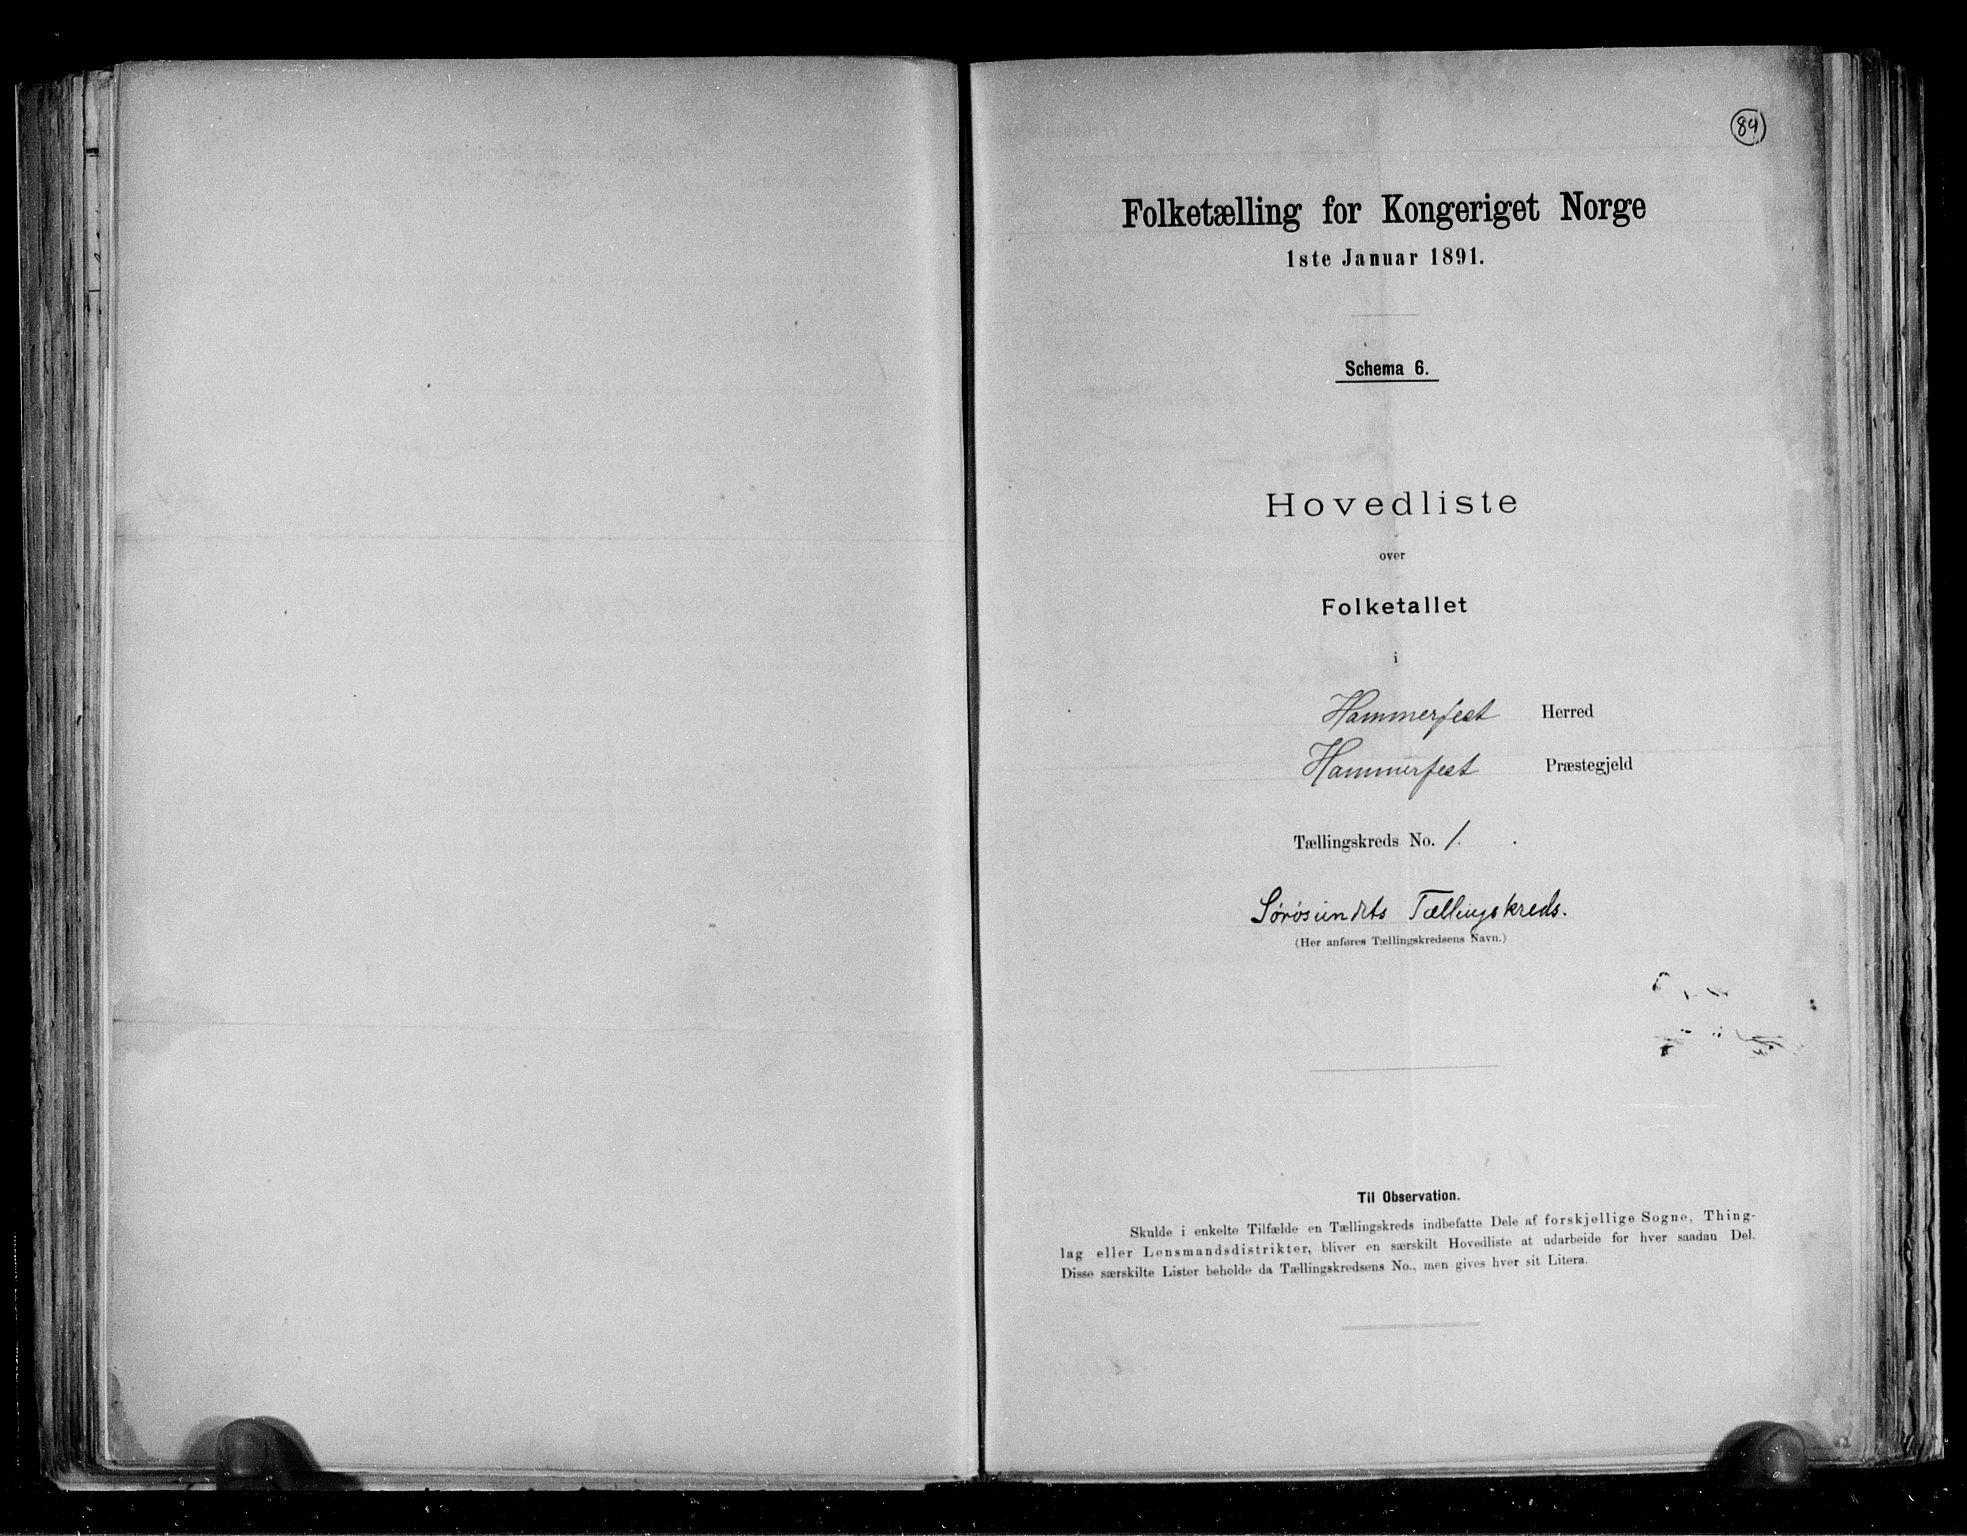 84
Folketælling for Kongeriget Norge
1ste Januar 1891.
Schema 6.
Hovedliste
over
Folketallet
i
Hammerfest Herred
Hammerfest Præstegjeld
Tællingskreds No. 1.
Sørøsundets Tællingskreds.
(Her anføres Tællingskredsens Navn.)
Til Observation.
Skulde i enkelte Tilfælde en Tællingskreds indbefatte Dele af forskjellige Sogne, Thing-
lag eller Lensmandsdistrikter, bliver en særskilt Hovedliste at udarbeide for hver saadan Del.
Disse særskilte Lister beholde da Tællingskredsens No., men gives hver sit Litera.